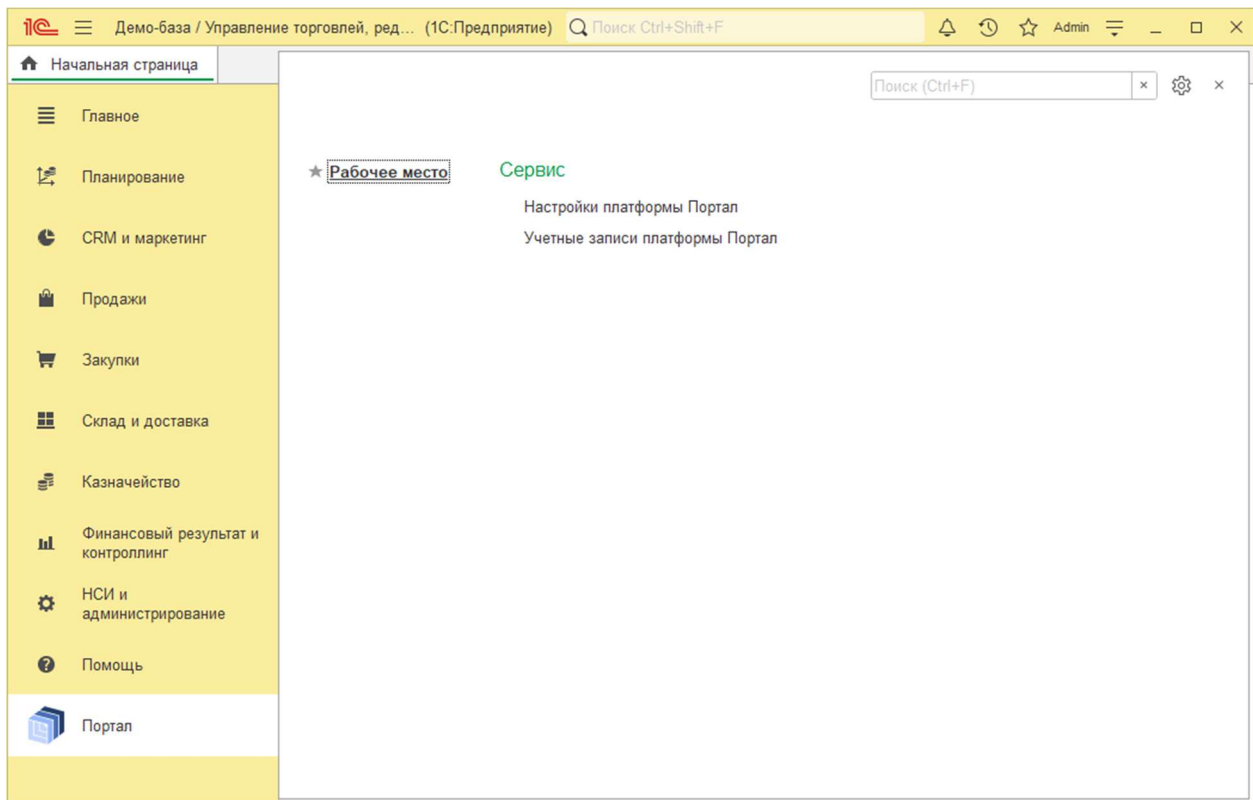 1С Демо-база / Управление торговлей, ред... (1С:Предприятие) Поиск Ctrl+Shift+F Admin
Начальная страница
Поиск (Ctrl+F)
Главное
Планирование
CRM и маркетинг
Продажи
Закупки
Склад и доставка
Казначейство
Финансовый результат и
контроллинг
НСИ и
администрирование
Помощь
Портал
Рабочее место
Сервис
Настройки платформы Портал
Учетные записи платформы Портал